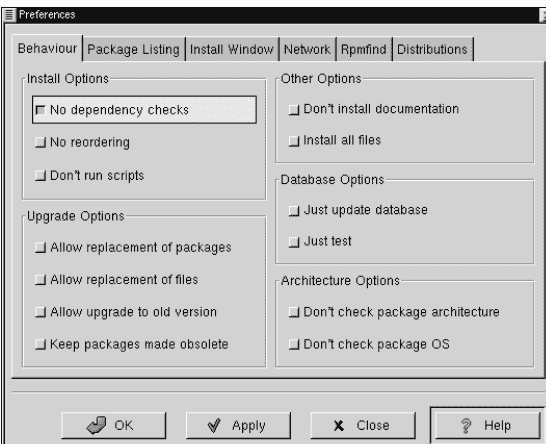 Preferences
Behaviour
Package Listing
Install Window
Network
Rpmfind
Distributions
Install Options
No dependency checks
No reordering
Don't run scripts
Upgrade Options
Allow replacement of packages
Allow replacement of files
Allow upgrade to old version
Keep packages made obsolete
Other Options
Don't install documentation
Install all files
Database Options
Just update database
Just test
Architecture Options
Don't check package architecture
Don't check package OS
OK
Apply
Close
Help